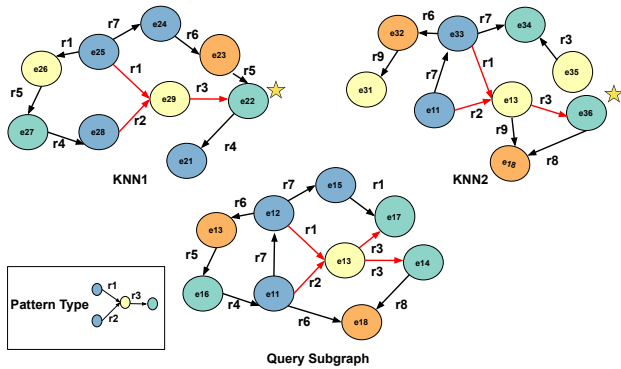 r7
e24
r1
e25
r6
e23
e26
r1
r5
e29
r3
e22
r5
r2
e27
r4
e28
r4
e21
KNN1
r6
e33
r7
e34
e32
r9
r1
r3
e31
r7
e35
e11
r2
e13
r3
e36
r9
e18
r8
KNN2
r7
e15
r1
r6
e12
e17
e13
r1
r5
r7
e13
r3
r3
e14
r2
e16
r4
e11
r6
e18
r8
Query Subgraph
Pattern Type
r1
r3
r2